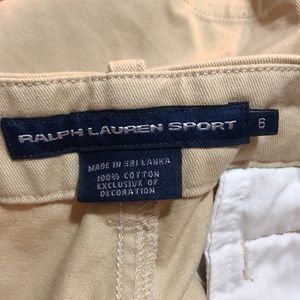 RALPH LAUREN SPORT 6
MADE IN SRI LANKA
100% COTTON
EXCLUSIVE OF
DECORATION